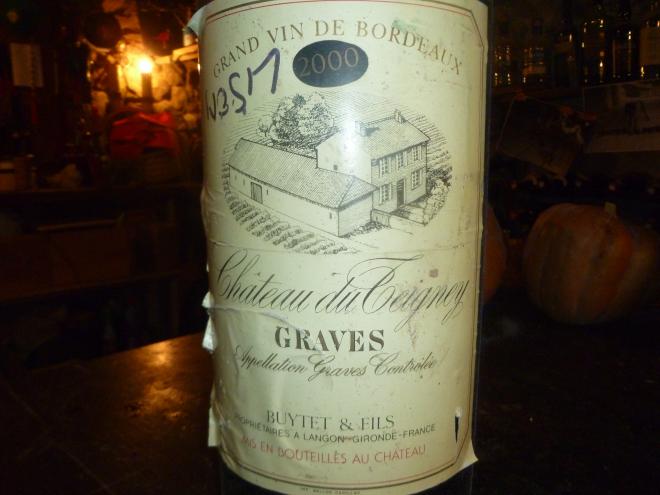 GRAND VIN DE BORDEAUX
2000
Château du Teigney
GRAVES
Appellation Graves Contrôlée
BUYTET & FILS
PROPRIÉTAIRES A LANGON-GIRONDE-FRANCE
MIS EN BOUTEILLES AU CHÂTEAU